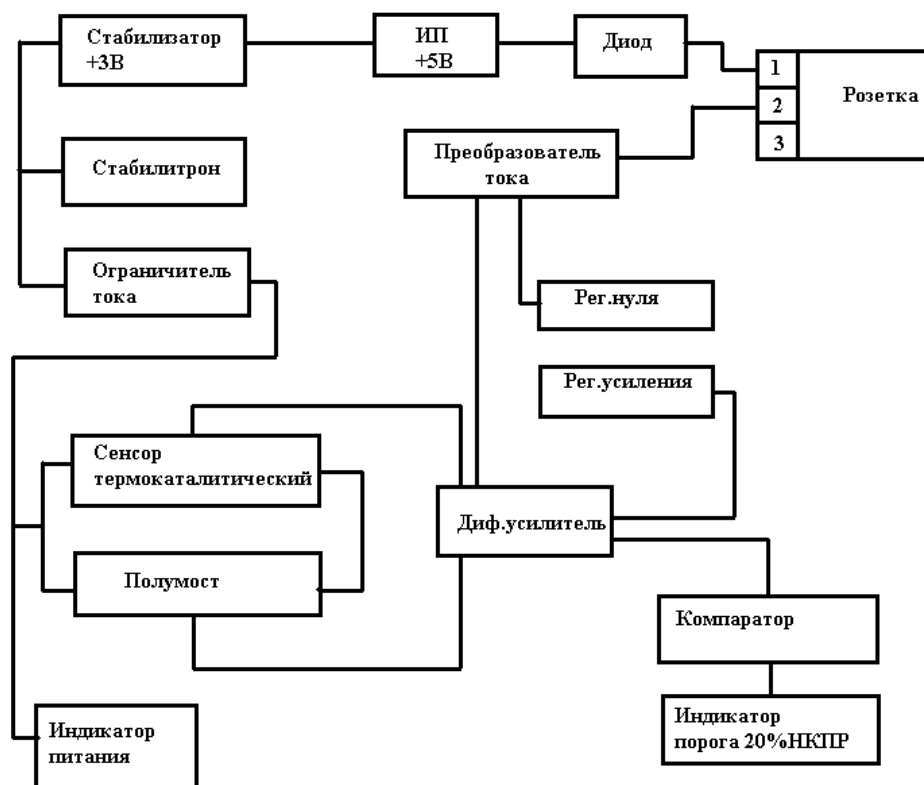 Стабилизатор
+3В
ИП
+5В
Диод
1
2
3
Розетка
Стабилитрон
Преобразователь
тока
Ограничитель
тока
Рег.нуля
Рег.усиления
Сенсор
термокаталитический
Диф.усилитель
Полумост
Компаратор
Индикатор
питания
Индикатор
порога 20%НКПР